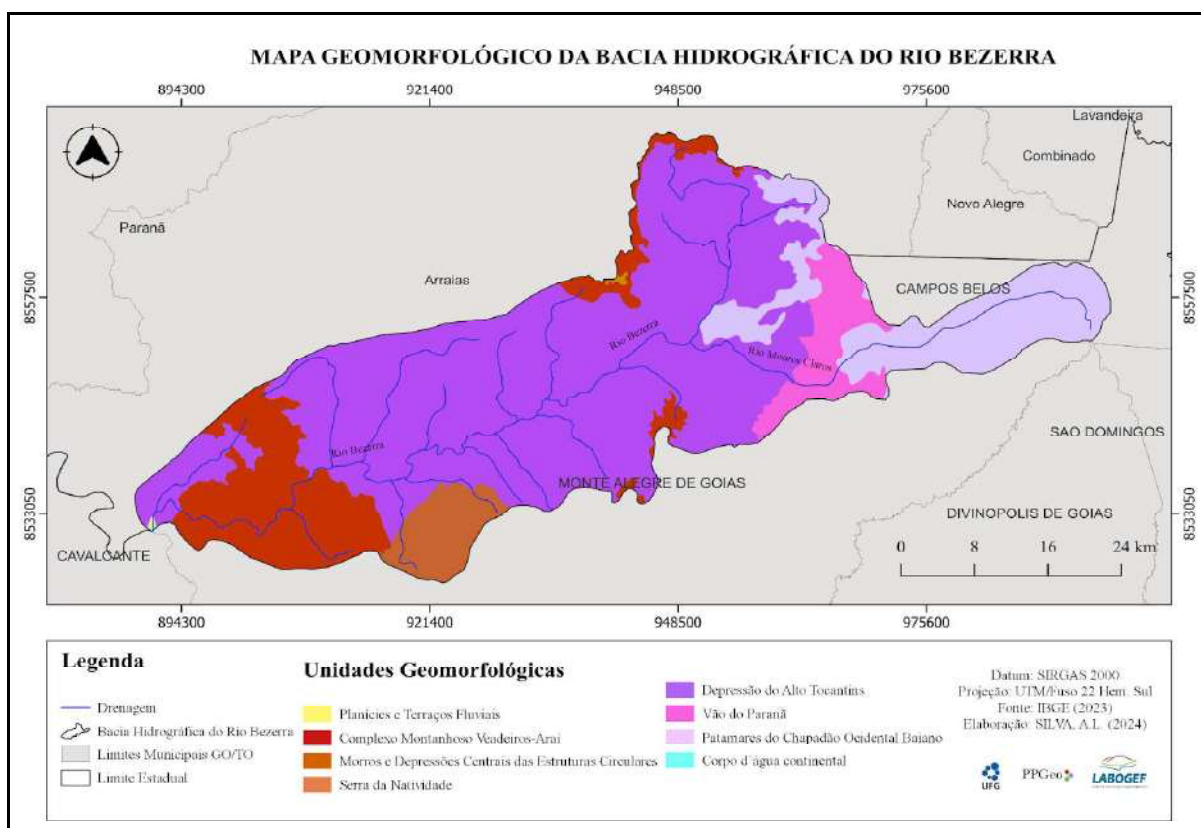 MAPA GEOMORFOLÓGICO DA BACIA HIDROGRÁFICA DO RIO BEZERRA
894300 921400 948500 975600
Lavandeira
Combinado
Novo Alegre
Paranã
Arraias
CAMPOS BELOS
8557500 8557500
Rio Bezerra
Rio Montes Claros
Rio Bezerra
SAO DOMINGOS
MONTE ALEGRE DE GOIAS
DIVINOPOLIS DE GOIAS
8533050 8533050
CAVALCANTE
0 8 16 24 km
894300 921400 948500 975600
Legenda
Drenagem
Bacia Hidrográfica do Rio Bezerra
Limites Municipais GO/TO
Limite Estadual
Unidades Geomorfológicas
Planícies e Terraços Fluviais
Complexo Montanhoso Veadeiros-Araí
Morros e Depressões Centrais das Estruturas Circulares
Serra da Natividade
Depressão do Alto Tocantins
Vão do Paranã
Patamares do Chapadão Ocidental Baiano
Corpo d'água continental
Datum: SIRGAS 2000
Projeção: UTM/Fuso 22 Hem. Sul
Fonte: IBGE (2023)
Elaboração: SILVA, A.L. (2024)
UFG
PPGeo
LABOGEF